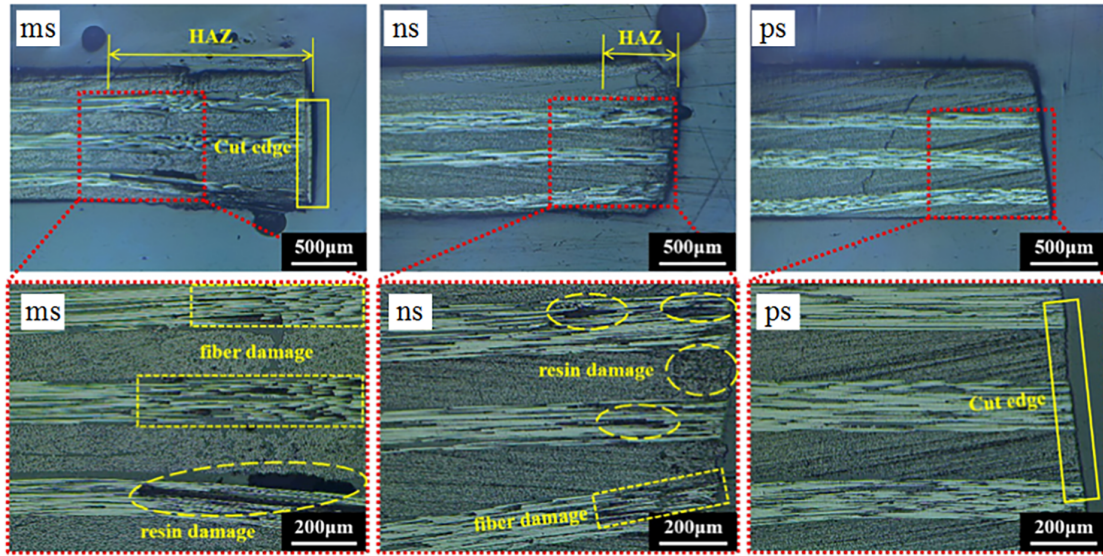 ms
HAZ
Cut edge
500μm
ns
HAZ
500μm
ps
500μm
ms
fiber damage
resin damage
200μm
ns
resin damage
fiber damage
200μm
ps
Cut edge
200μm